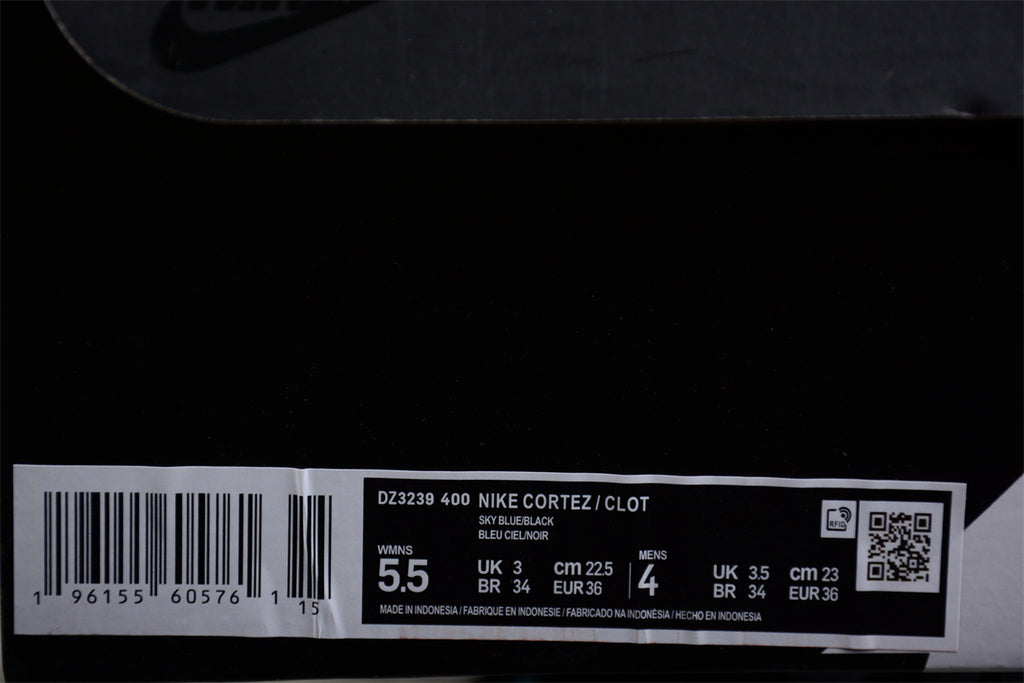 DZ3239 400 NIKE CORTEZ / CLOT
SKY BLUE/BLACK
BLEU CIEL/NOIR
RFID
WMNS
5.5
UK 3 cm 22.5
BR 34 EUR 36
MENS
4
UK 3.5 cm 23
BR 34 EUR 36
MADE IN INDONESIA / FABRIQUE EN INDONESIE / FABRICADO NA INDONÉSIA / HECHO EN INDONESIA
1 96155 60576 1 15